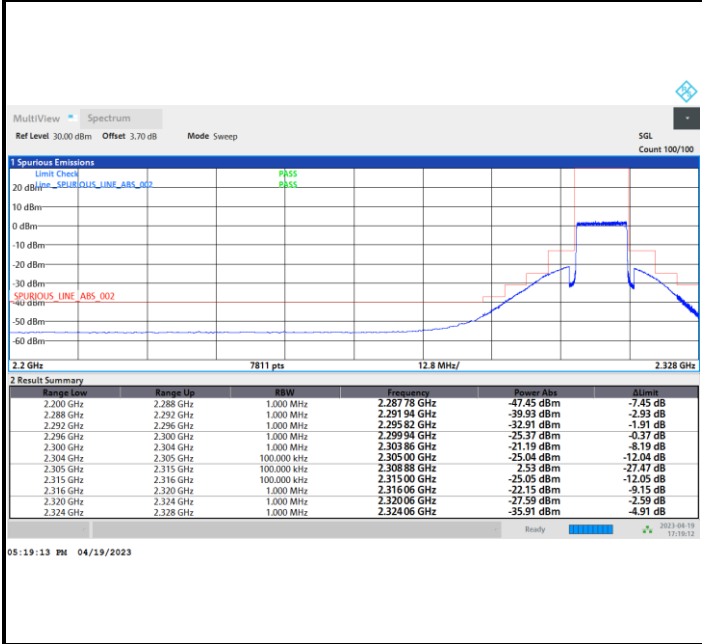 MultiView Spectrum
Ref Level 30.00 dBm Offset 3.70 dB Mode Sweep SGL
Count 100/100
1 Spurious Emissions
Limit Check PASS
20 dBm Line _SPURIOUS_LINE_ABS_002 PASS
10 dBm
0 dBm
-10 dBm
-20 dBm
-30 dBm
SPURIOUS_LINE_ABS_002
-40 dBm
-50 dBm
-60 dBm
2.2 GHz 7811 pts 12.8 MHz/ 2.328 GHz
2 Result Summary
Range Low Range Up RBW Frequency Power Abs ΔLimit
2.200 GHz 2.288 GHz 1.000 MHz 2.287 78 GHz -47.45 dBm -7.45 dB
2.288 GHz 2.292 GHz 1.000 MHz 2.291 94 GHz -39.93 dBm -2.93 dB
2.292 GHz 2.296 GHz 1.000 MHz 2.295 82 GHz -32.91 dBm -1.91 dB
2.296 GHz 2.300 GHz 1.000 MHz 2.299 94 GHz -25.37 dBm -0.37 dB
2.300 GHz 2.304 GHz 1.000 MHz 2.303 86 GHz -21.19 dBm -8.19 dB
2.304 GHz 2.305 GHz 100.000 kHz 2.305 00 GHz -25.04 dBm -12.04 dB
2.305 GHz 2.315 GHz 100.000 kHz 2.308 88 GHz 2.53 dBm -27.47 dB
2.315 GHz 2.316 GHz 100.000 kHz 2.315 00 GHz -25.05 dBm -12.05 dB
2.316 GHz 2.320 GHz 1.000 MHz 2.316 06 GHz -22.15 dBm -9.15 dB
2.320 GHz 2.324 GHz 1.000 MHz 2.320 06 GHz -27.59 dBm -2.59 dB
2.324 GHz 2.328 GHz 1.000 MHz 2.324 06 GHz -35.91 dBm -4.91 dB
Ready 2023-04-19
17:19:12
05:19:13 PM 04/19/2023